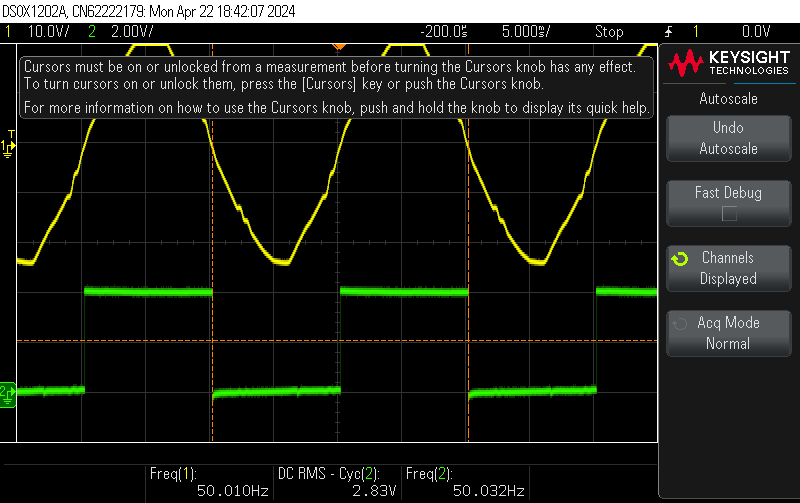 DSOX1202A, CN62222179: Mon Apr 22 18:42:07 2024
1 10.0V/ 2 2.00V/ -200.0µs 5.000ms/ Stop 1 0.0V
Cursors must be on or unlocked from a measurement before turning the Cursors knob has any effect.
To turn cursors on or unlock them, press the [Cursors] key or push the Cursors knob.
For more information on how to use the Cursors knob, push and hold the knob to display its quick help.
T
1
2
KEYSIGHT
TECHNOLOGIES
Autoscale
Undo
Autoscale
Fast Debug
Channels
Displayed
Acq Mode
Normal
Freq(1): DC RMS - Cyc(2): Freq(2):
50.010Hz 2.83V 50.032Hz